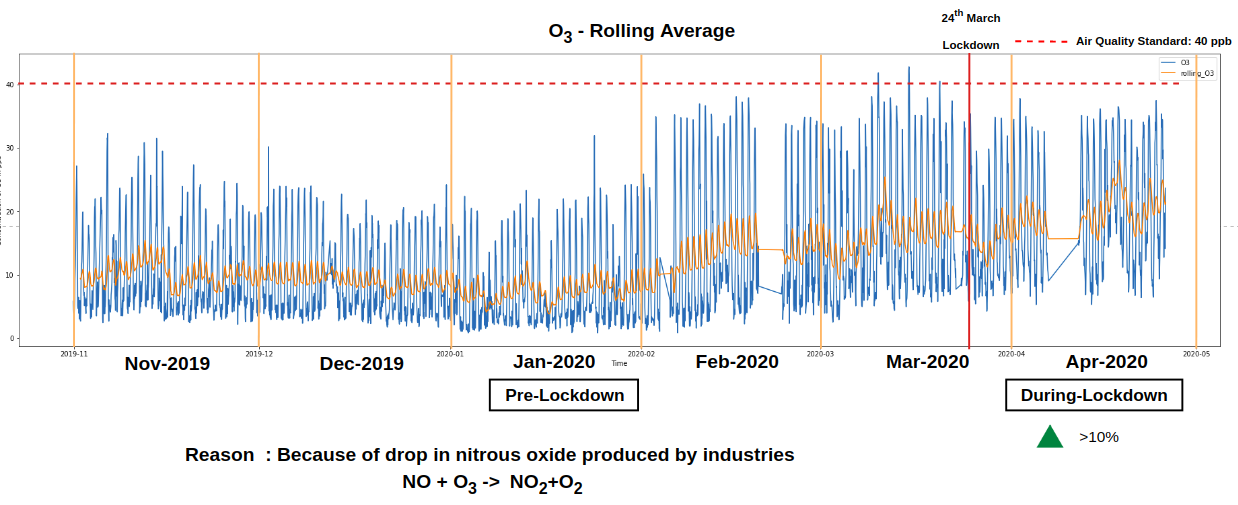 24th March
O3 - Rolling Average
Lockdown
Air Quality Standard: 40 ppb
O3
rolling_O3
40
30
20
10
0
2019-11
2019-12
2020-01
2020-02
2020-03
2020-04
2020-05
Time
Nov-2019
Dec-2019
Jan-2020
Feb-2020
Mar-2020
Apr-2020
Pre-Lockdown
During-Lockdown
>10%
Reason : Because of drop in nitrous oxide produced by industries
NO + O3 -> NO2+O2